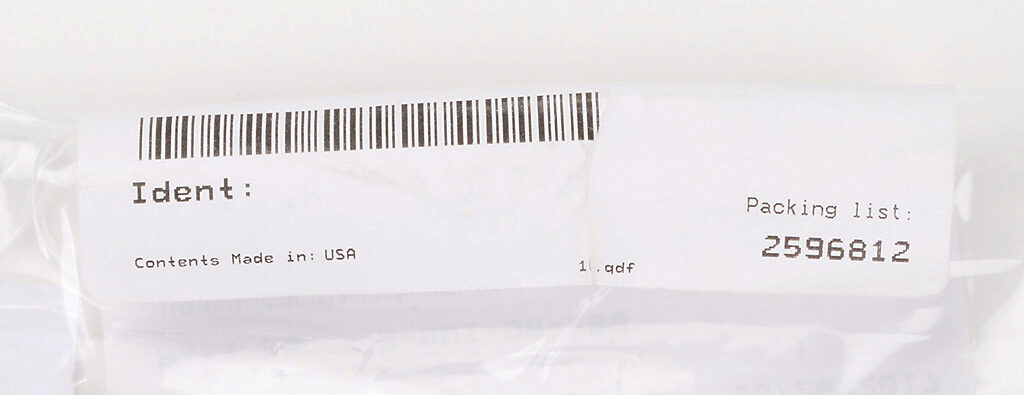 Ident:
Packing list:
2596812
Contents Made in: USA